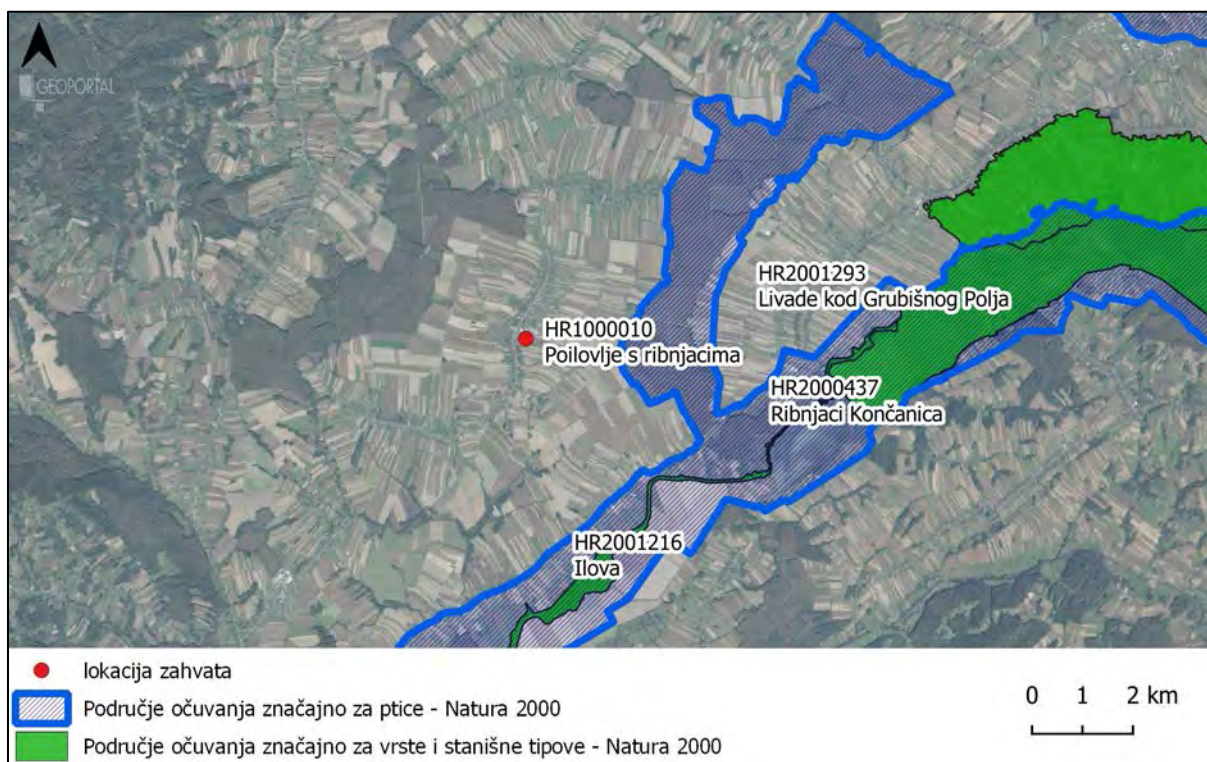 GEOPORTAL
HR2001293
Livade kod Grubišnog Polja
HR1000010
Poilovlje s ribnjacima
HR2000437
Ribnjaci Končanica
HR2001216
Ilova
lokacija zahvata
Područje očuvanja značajno za ptice - Natura 2000
Područje očuvanja značajno za vrste i stanišne tipove - Natura 2000
0 1 2 km